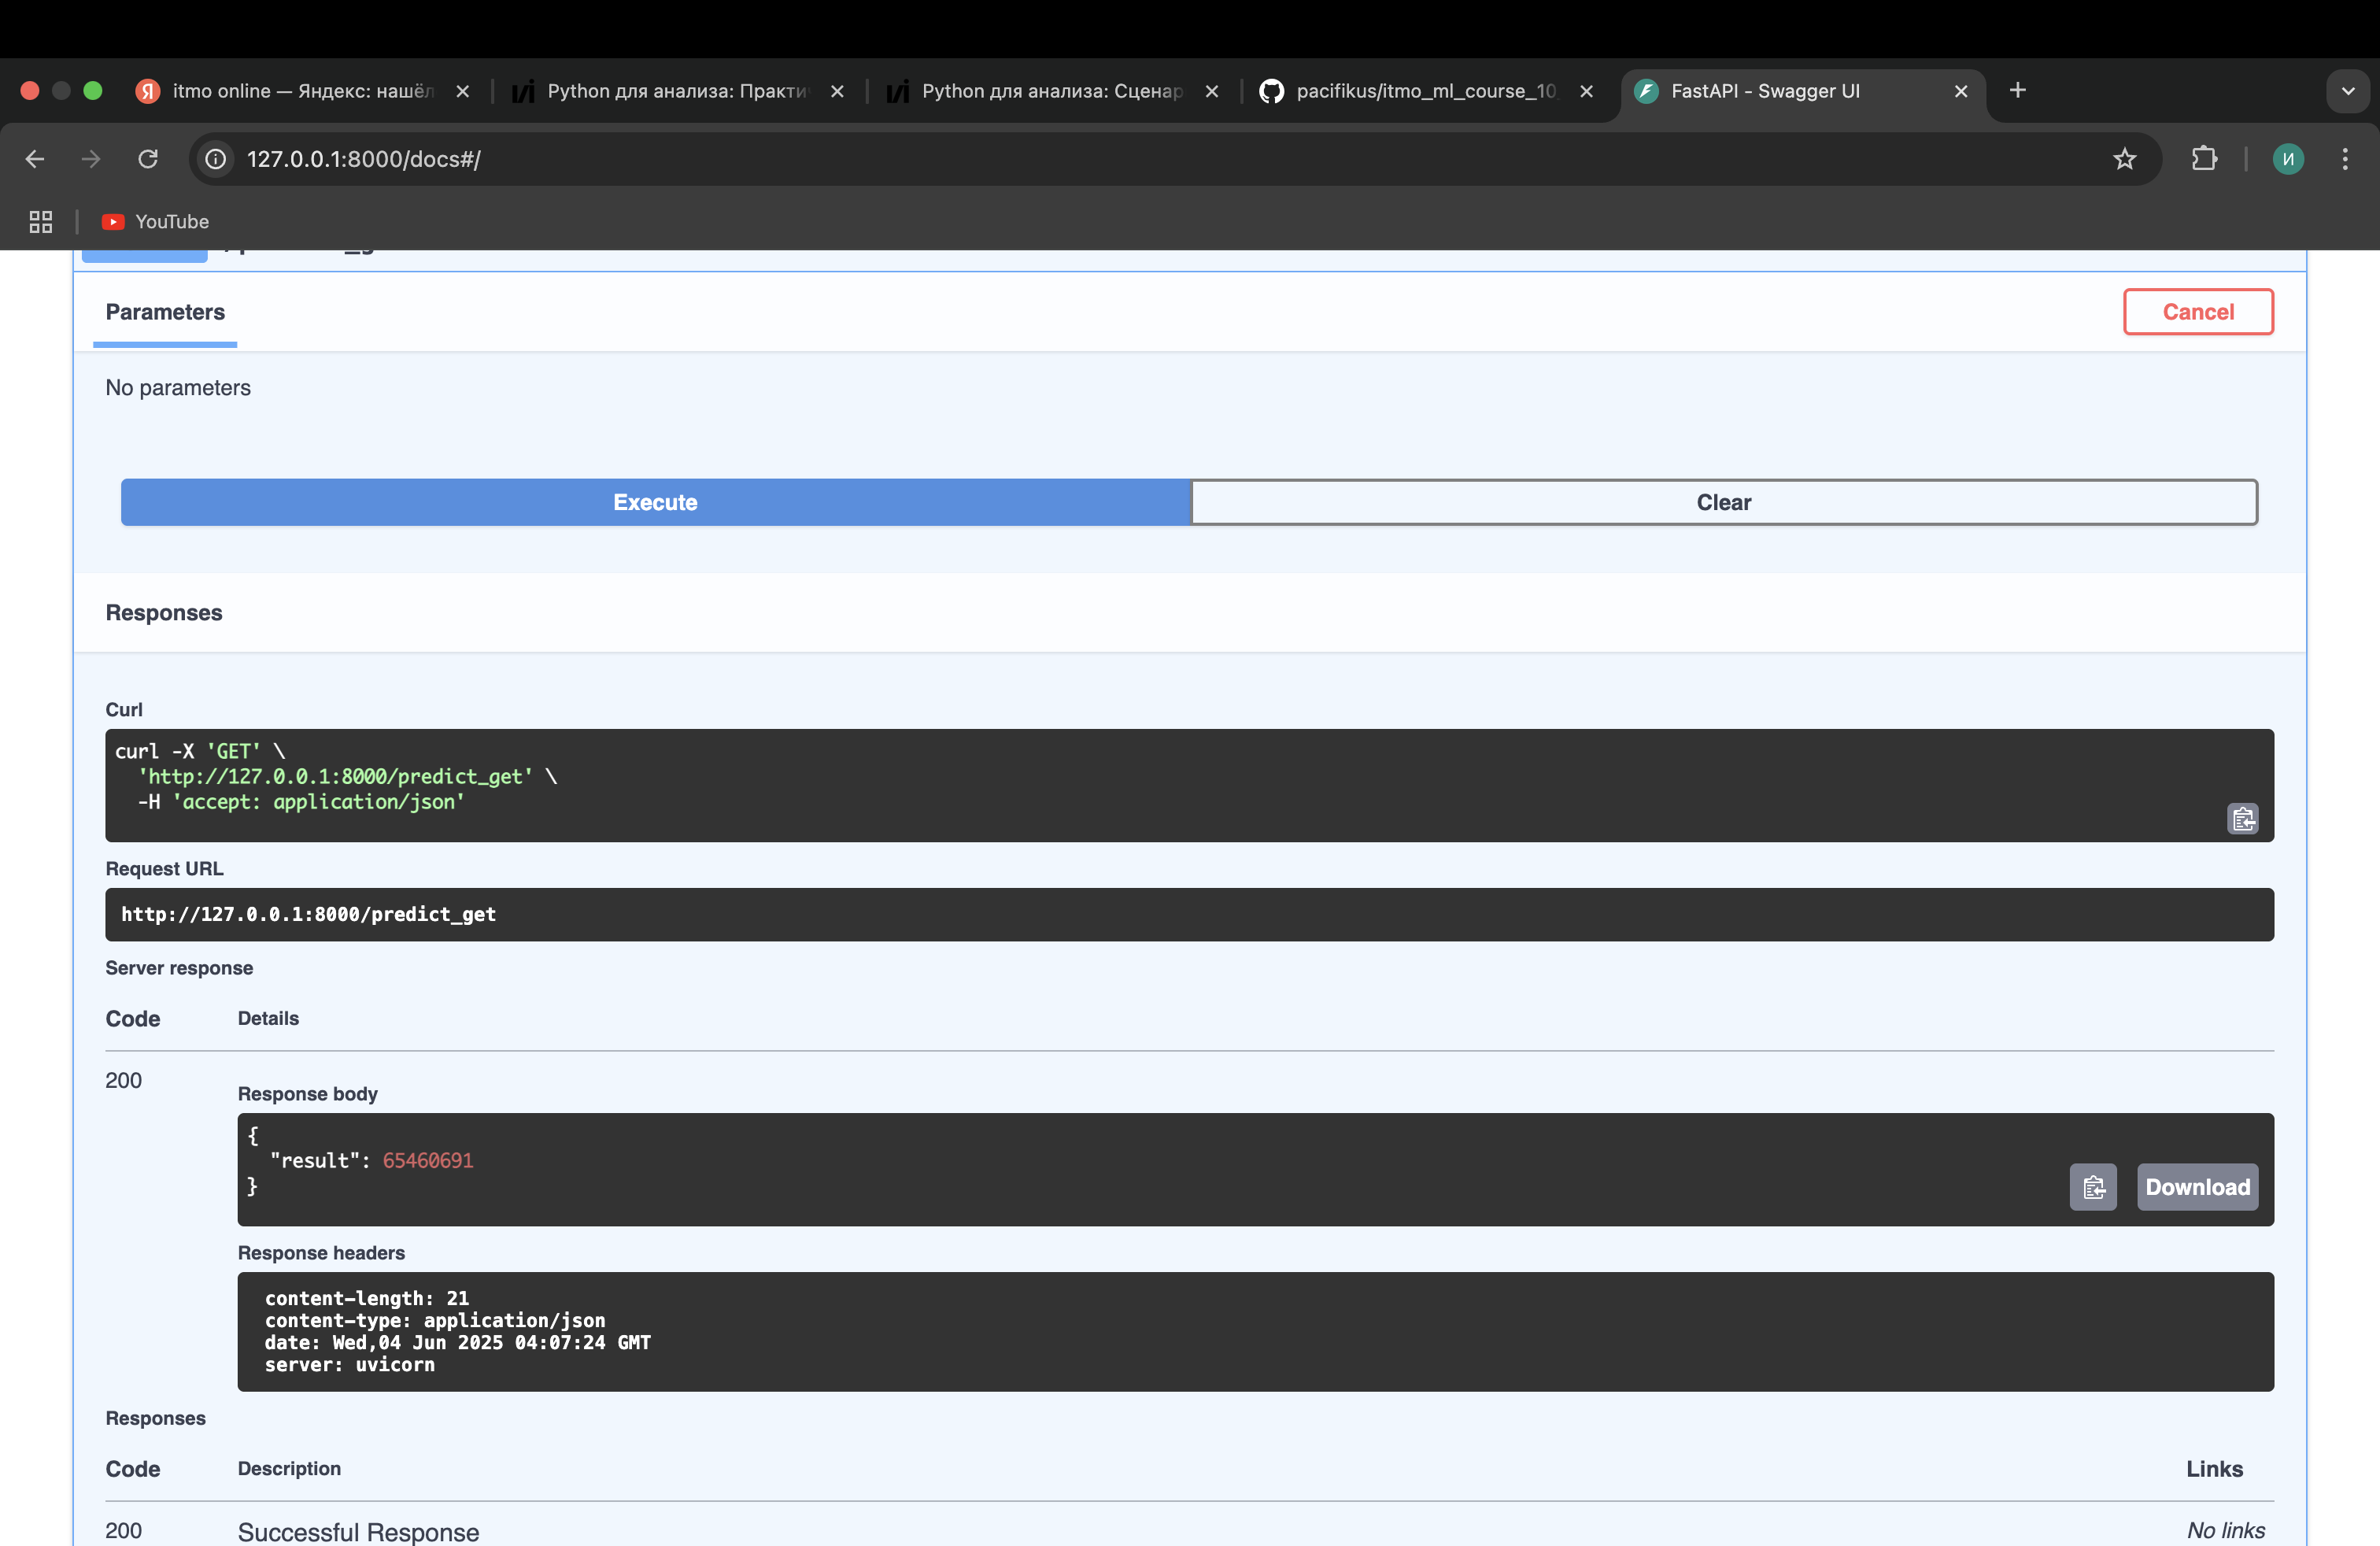 itmo online — Яндекс: нашёл
Python для анализа: Практи
Python для анализа: Сценар
pacifikus/itmo_ml_course_10
FastAPI - Swagger UI
127.0.0.1:8000/docs#/
И
YouTube
Parameters
Cancel
No parameters
Execute
Clear
Responses
Curl
curl -X 'GET' \
'http://127.0.0.1:8000/predict_get' \
-H 'accept: application/json'
Request URL
http://127.0.0.1:8000/predict_get
Server response
Code Details
200
Response body
{
"result": 65460691
}
Download
Response headers
content-length: 21
content-type: application/json
date: Wed,04 Jun 2025 04:07:24 GMT
server: uvicorn
Responses
Code Description Links
200 Successful Response No links